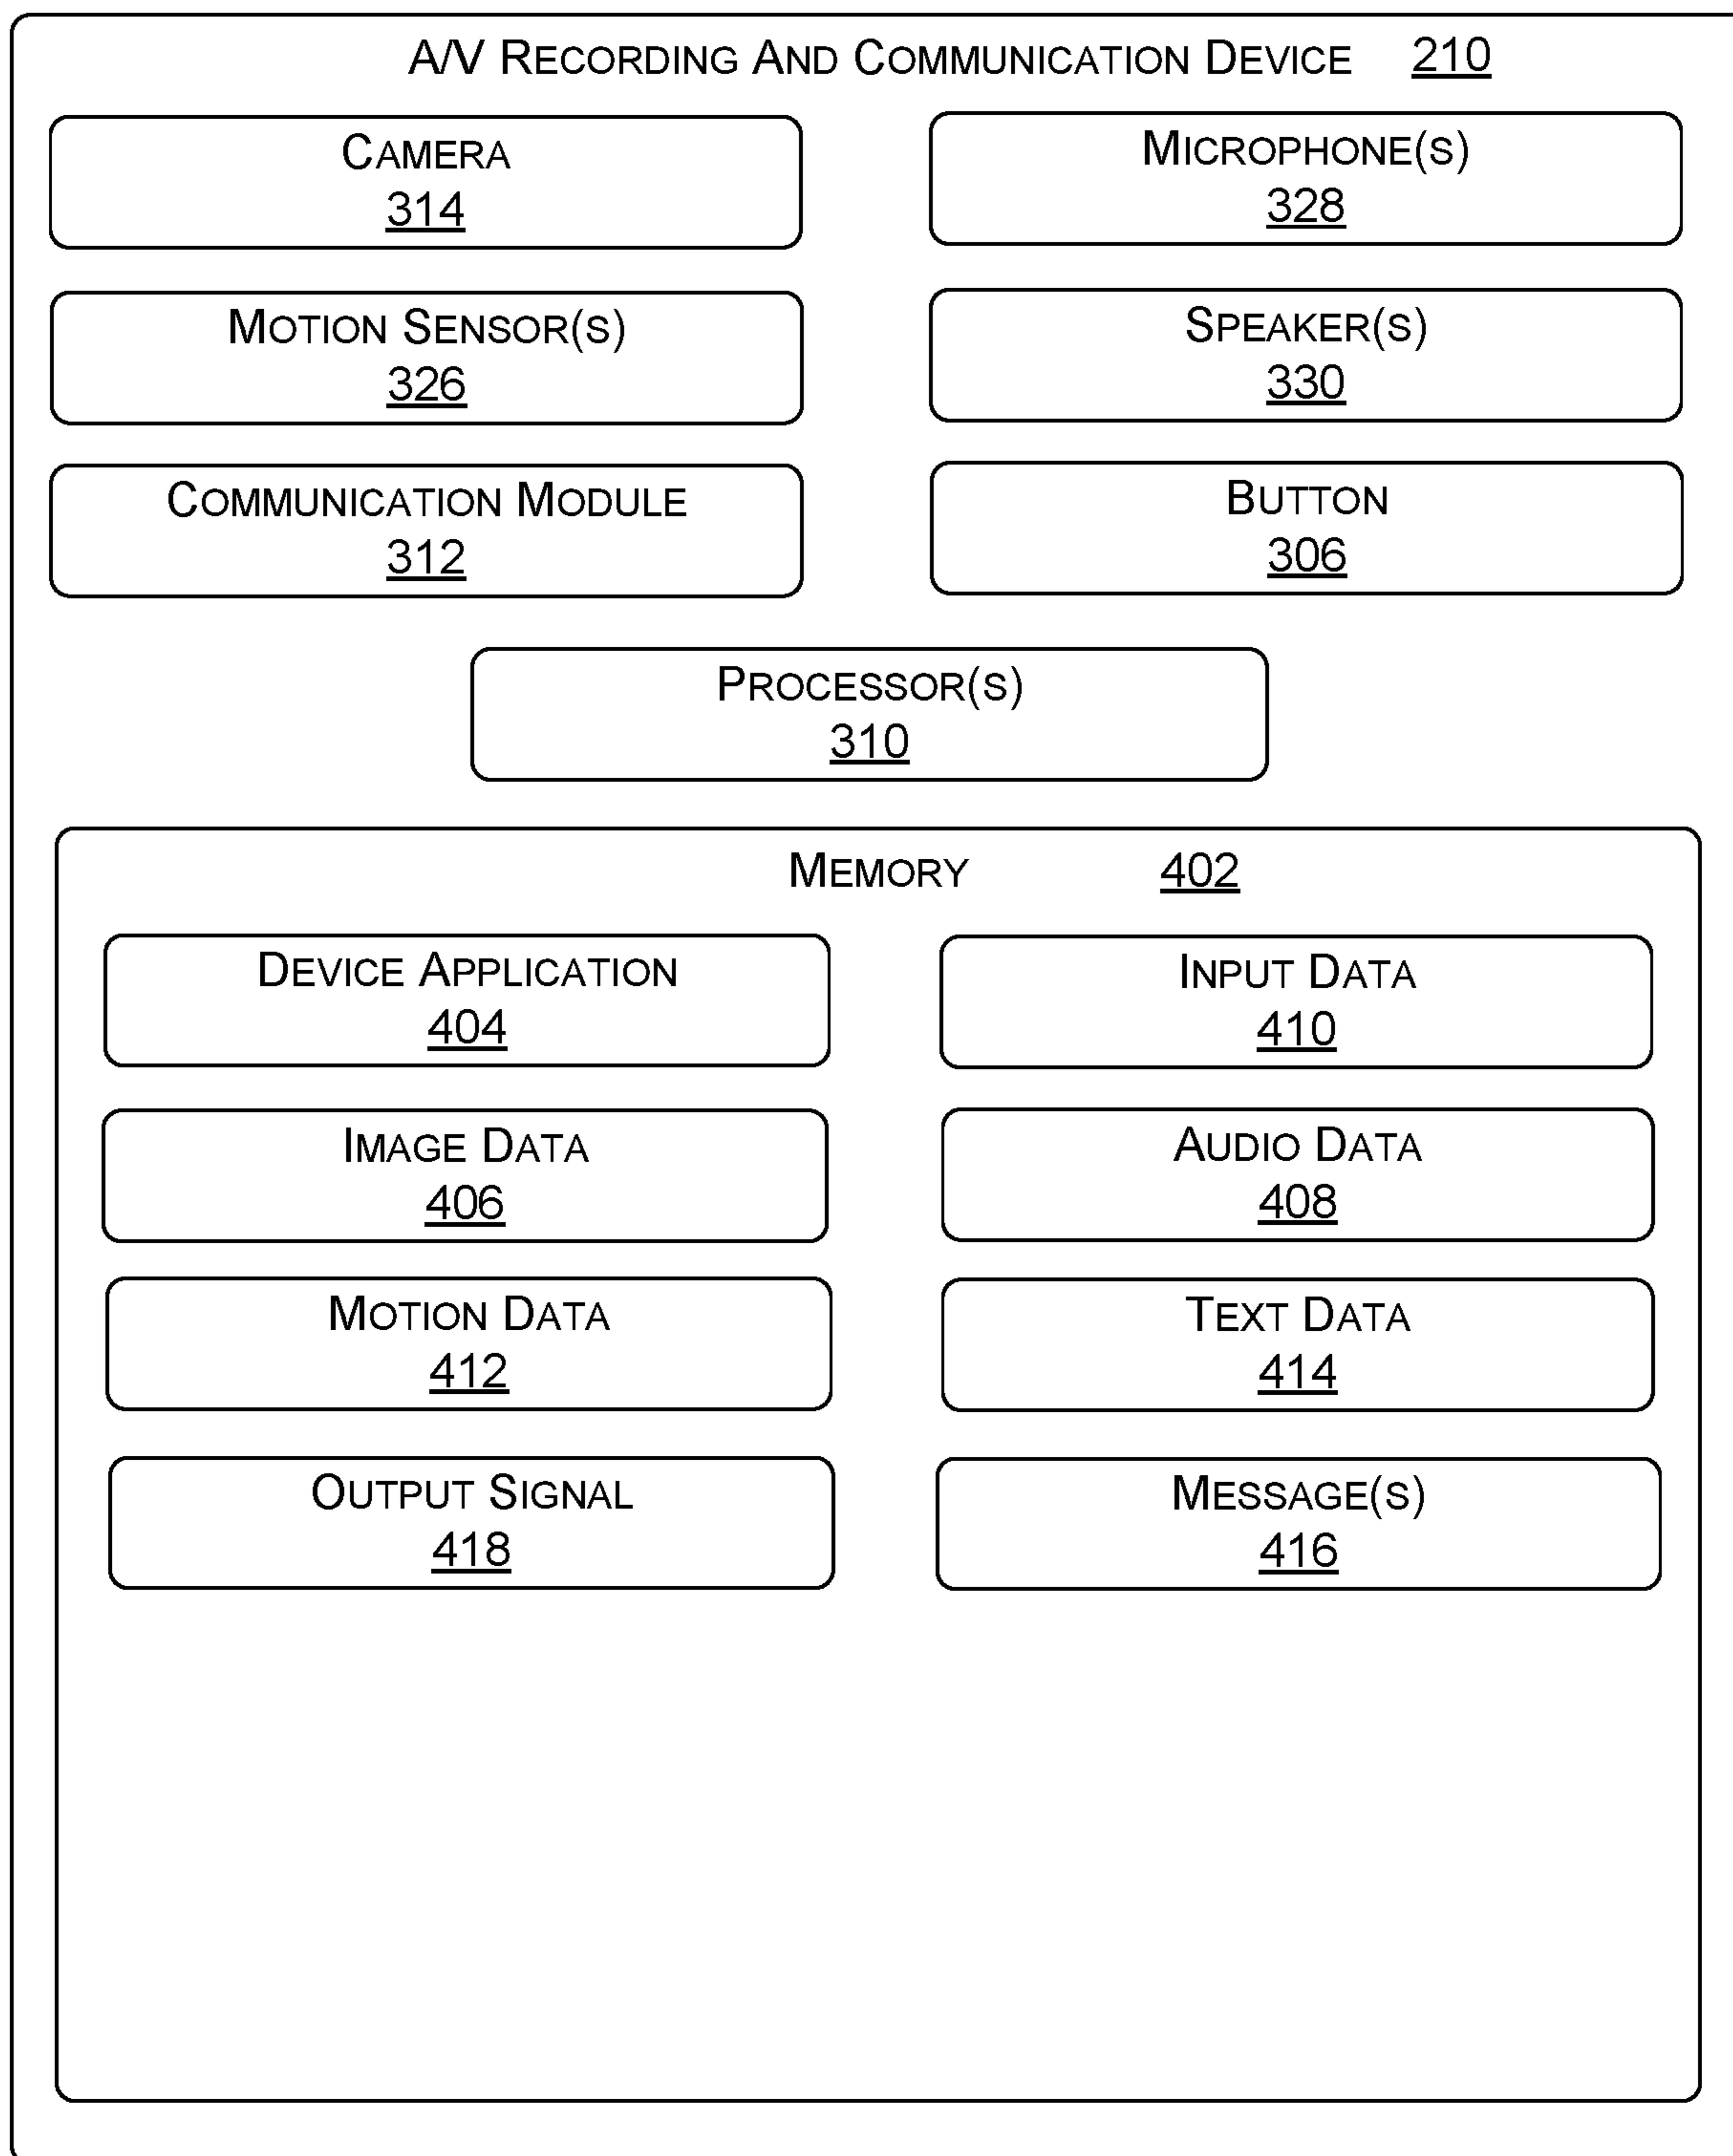 A/V RECORDING AND COMMUNICATION DEVICE 210
CAMERA
314
MICROPHONE(S)
328
MOTION SENSOR(S)
326
SPEAKER(S)
330
COMMUNICATION MODULE
312
BUTTON
306
PROCESSOR(S)
310
MEMORY 402
DEVICE APPLICATION
404
INPUT DATA
410
IMAGE DATA
406
AUDIO DATA
408
MOTION DATA
412
TEXT DATA
414
OUTPUT SIGNAL
418
MESSAGE(S)
416